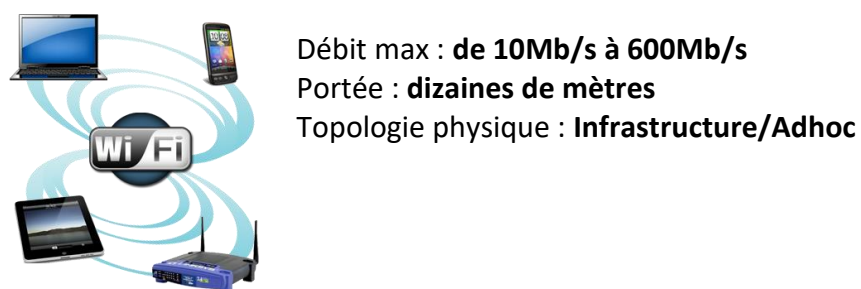 Débit max : de 10Mb/s à 600Mb/s
Portée : dizaines de mètres
Topologie physique : Infrastructure/Adhoc
Wi Fi